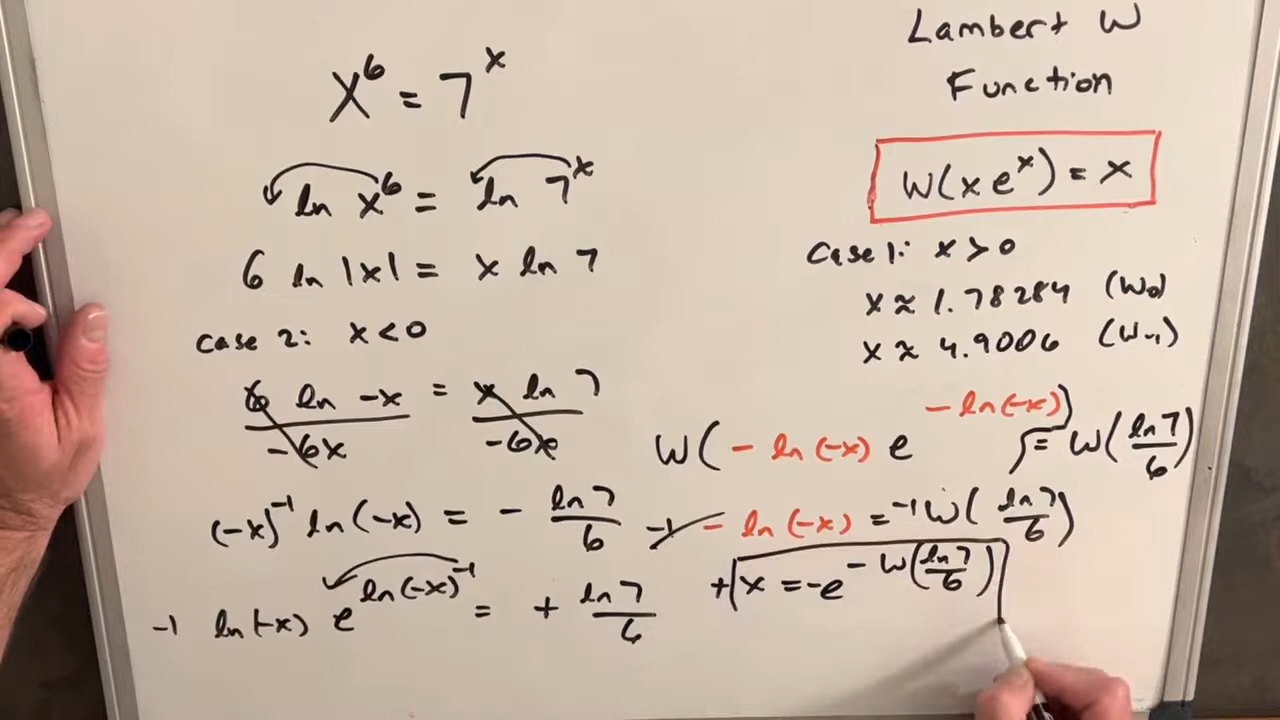 Lambert W
Function
x^6 = 7^x
W(x e^x) = x
ln x^6 = ln 7^x
6 ln |x| = x ln 7
Case 1: x > 0
x ≈ 1.78284 (W₀)
x ≈ 4.9006 (W₋₁)
Case 2: x < 0
6 ln -x / -6x = x ln 7 / -6x
W(- ln(-x) e^(- ln(-x))) = W(ln 7 / 6)
(-x)^-1 ln(-x) = - ln 7 / 6
-1 - ln(-x) = -1 W(ln 7 / 6)
-1 ln(-x) e^(ln(-x)^-1) = + ln 7 / 6
+x = -e^(- W(ln 7 / 6))